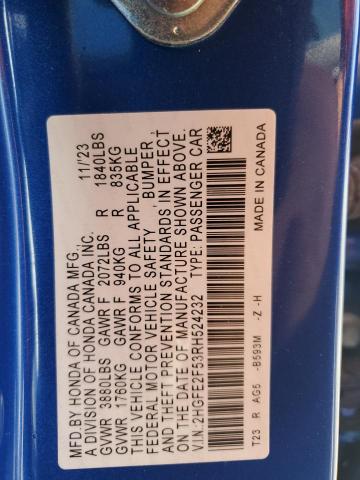 MFD.BY HONDA OF CANADA MFG., 11/23
A DIVISION OF HONDA CANADA INC.
GVWR 3880LBS GAWR F 2072LBS R 1840LBS
GVWR 1760KG GAWR F 940KG R 835KG
THIS VEHICLE CONFORMS TO ALL APPLICABLE
FEDERAL MOTOR VEHICLE SAFETY, BUMPER,
AND THEFT PREVENTION STANDARDS IN EFFECT
ON THE DATE OF MANUFACTURE SHOWN ABOVE.
V.I.N.:2HGFE2F53RH524232 TYPE: PASSENGER CAR
T23 R AG5 -B593M -Z -H MADE IN CANADA